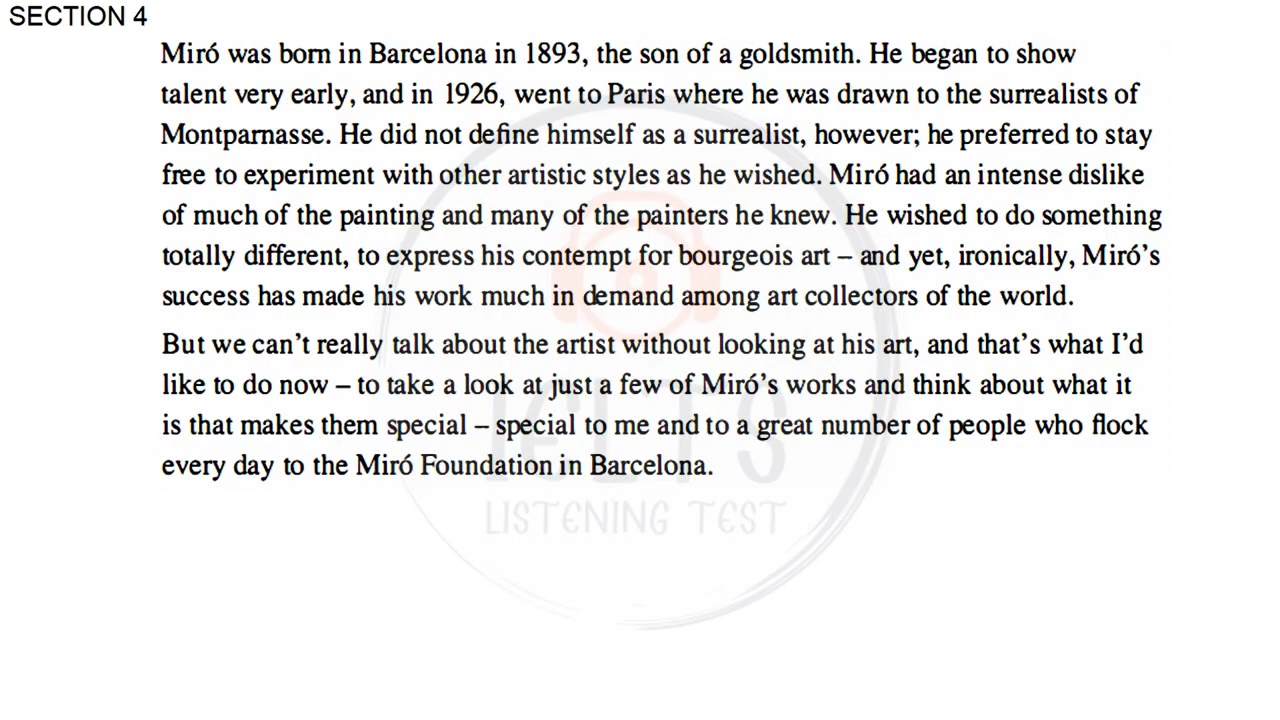 SECTION 4
Miró was born in Barcelona in 1893, the son of a goldsmith. He began to show
talent very early, and in 1926, went to Paris where he was drawn to the surrealists of
Montparnasse. He did not define himself as a surrealist, however; he preferred to stay
free to experiment with other artistic styles as he wished. Miró had an intense dislike
of much of the painting and many of the painters he knew. He wished to do something
totally different, to express his contempt for bourgeois art – and yet, ironically, Miró's
success has made his work much in demand among art collectors of the world.
But we can't really talk about the artist without looking at his art, and that's what I'd
like to do now – to take a look at just a few of Miró's works and think about what it
is that makes them special – special to me and to a great number of people who flock
every day to the Miró Foundation in Barcelona.
IELTS
LISTENING TEST